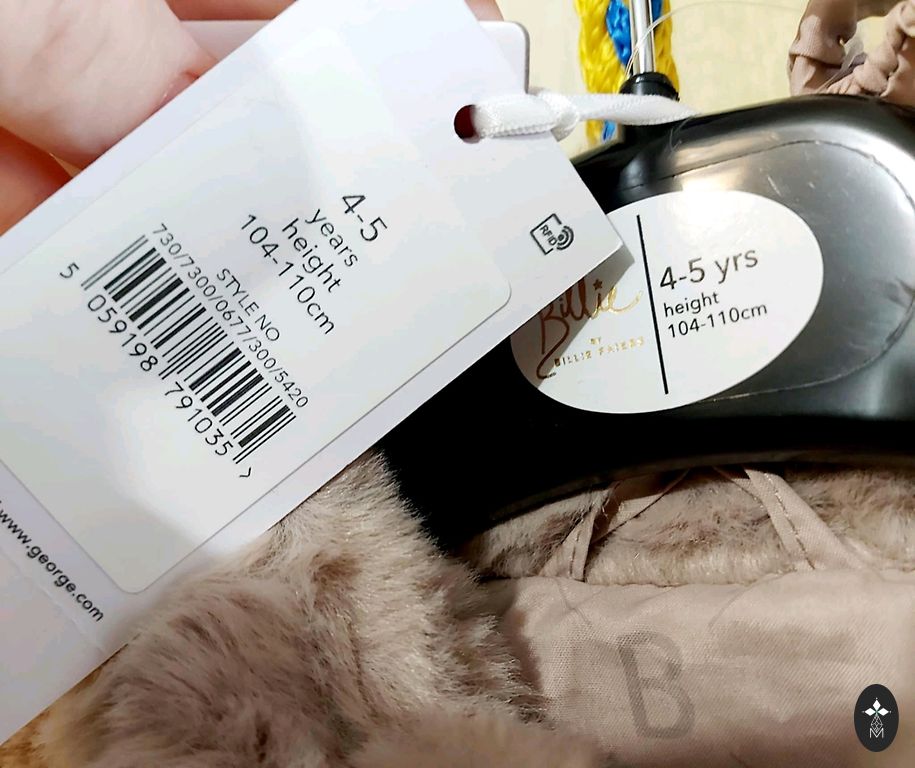 4-5
years
height
104-110cm
STYLE NO
730/7300/0677/300/5420
5 059198 791035 >
www.george.com
RFID
Billie
BY
BILLIE FAIERS
4-5 yrs
height
104-110cm
B
M